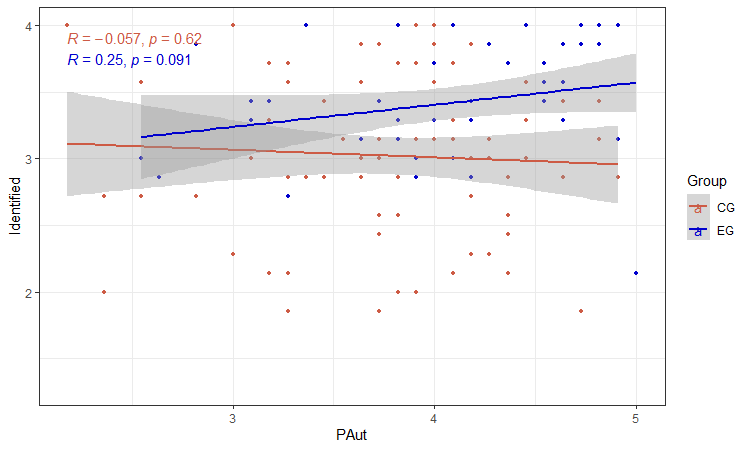 R = −0.057, p = 0.62
R = 0.25, p = 0.091
4
3
2
Identified
3 4 5
PAut
Group
a CG
a EG